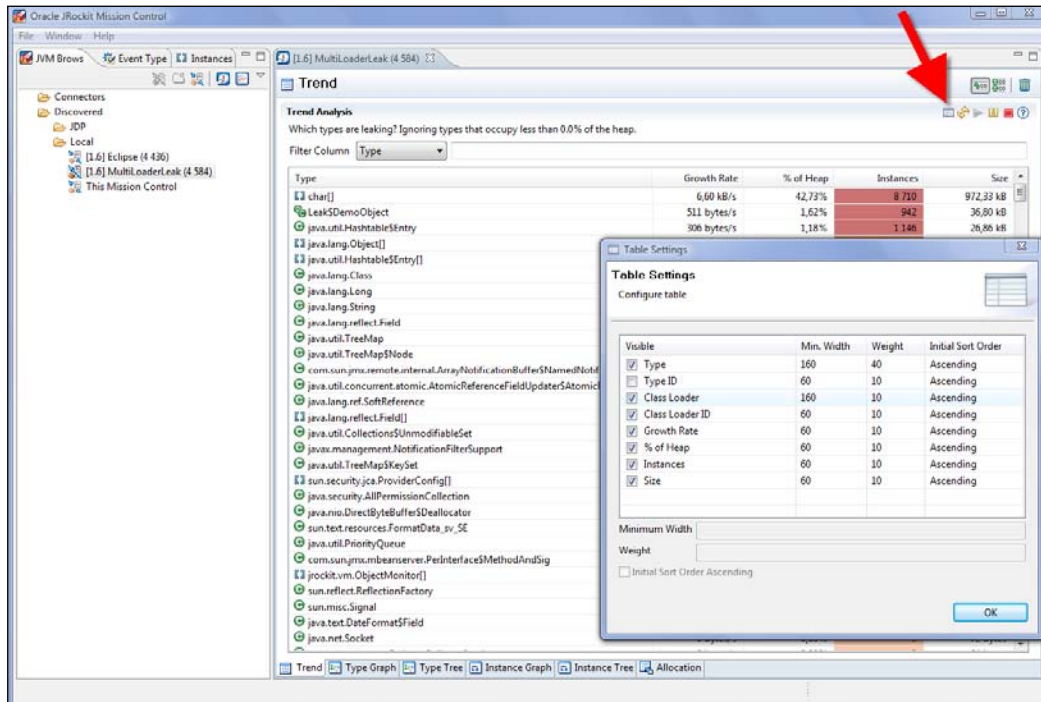 Oracle JRockit Mission Control
File Window Help
JVM Brows Event Type Instances
[1.6] MultiLoaderLeak (4 584)
Connectors
Discovered
JDP
Local
[1.6] Eclipse (4 436)
[1.6] MultiLoaderLeak (4 584)
This Mission Control
Trend
Trend Analysis
Which types are leaking? Ignoring types that occupy less than 0.0% of the heap.
Filter Column Type
Type Growth Rate % of Heap Instances Size
char[] 6,60 kB/s 42,73% 8 710 972,33 kB
Leak$DemoObject 511 bytes/s 1,62% 942 36,80 kB
java.util.Hashtable$Entry 306 bytes/s 1,18% 1 146 26,86 kB
java.lang.Object[]
java.util.Hashtable$Entry[]
java.lang.Class
java.lang.Long
java.lang.String
java.lang.reflect.Field
java.util.TreeMap
java.util.TreeMap$Node
com.sun.jmx.remote.internal.ArrayNotificationBuffer$NamedNotif
java.util.concurrent.atomic.AtomicReferenceFieldUpdater$Atomic
java.lang.ref.SoftReference
java.lang.reflect.Field[]
java.util.Collections$UnmodifiableSet
javax.management.NotificationFilterSupport
java.util.TreeMap$KeySet
sun.security.jca.ProviderConfig[]
java.security.AllPermissionCollection
java.nio.DirectByteBuffer$Deallocator
sun.text.resources.FormatData_sv_SE
java.util.PriorityQueue
com.sun.jmx.mbeanserver.PerInterface$MethodAndSig
jrockit.vm.ObjectMonitor[]
sun.reflect.ReflectionFactory
sun.misc.Signal
java.text.DateFormat$Field
java.net.Socket
Table Settings
Table Settings
Configure table
Visible Min. Width Weight Initial Sort Order
Type 160 40 Ascending
Type ID 60 10 Ascending
Class Loader 160 10 Ascending
Class Loader ID 60 10 Ascending
Growth Rate 60 10 Ascending
% of Heap 60 10 Ascending
Instances 60 10 Ascending
Size 60 10 Ascending
Minimum Width
Weight
Initial Sort Order Ascending
OK
Trend Type Graph Type Tree Instance Graph Instance Tree Allocation